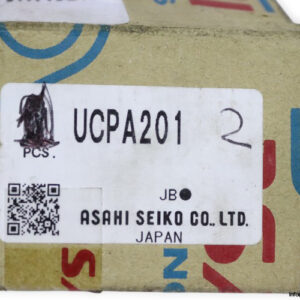 UCPA201 2
PCS.
JB●
ASAHI SEIKO CO., LTD.
JAPAN